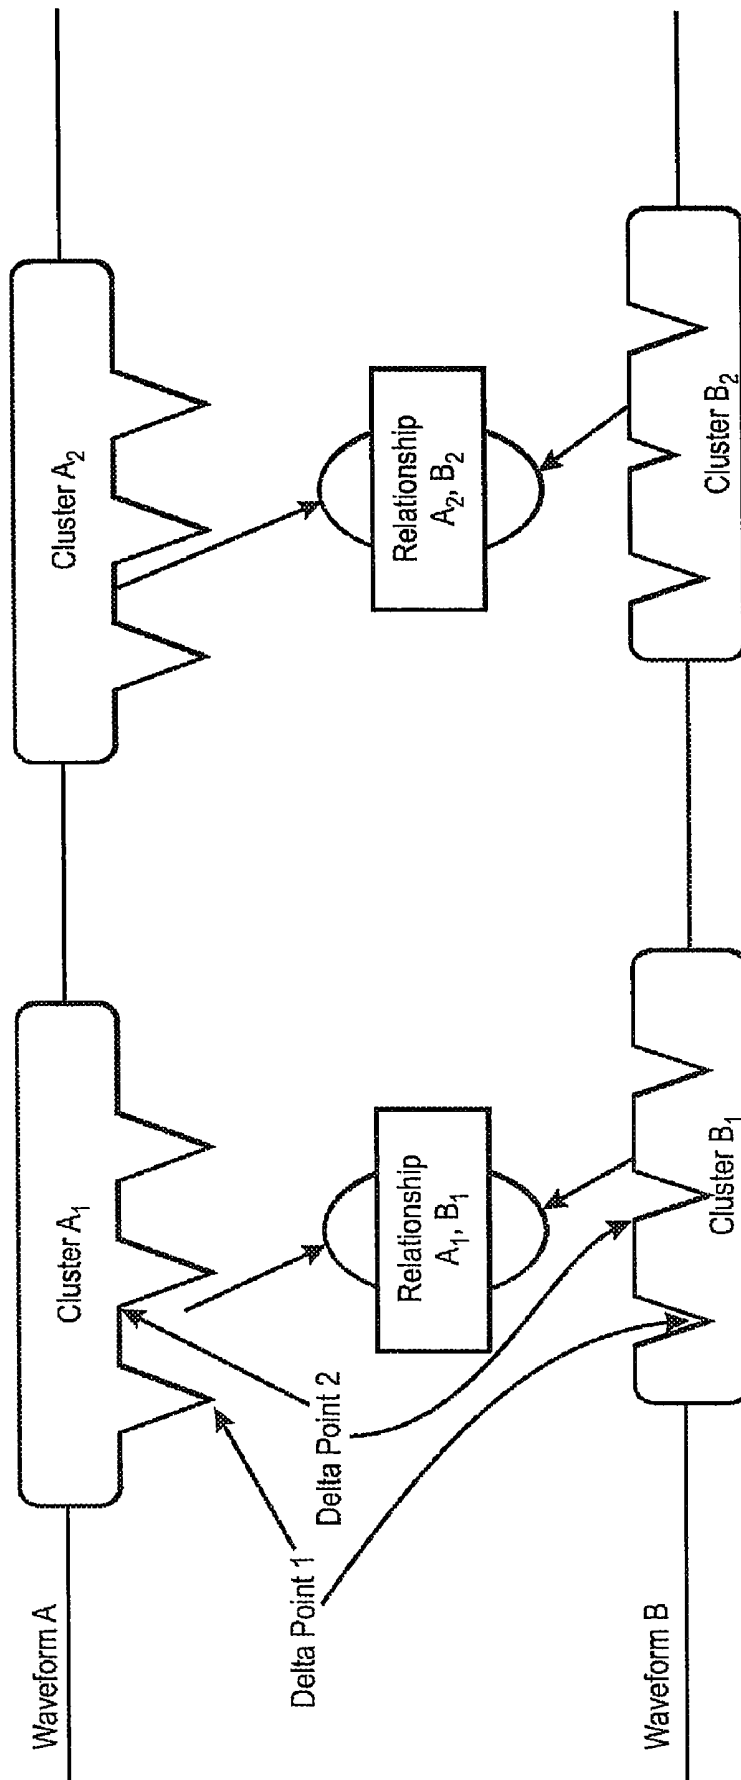 Waveform A
Cluster A1
Cluster A2
Delta Point 1
Delta Point 2
Relationship
A1, B1
Relationship
A2, B2
Waveform B
Cluster B1
Cluster B2